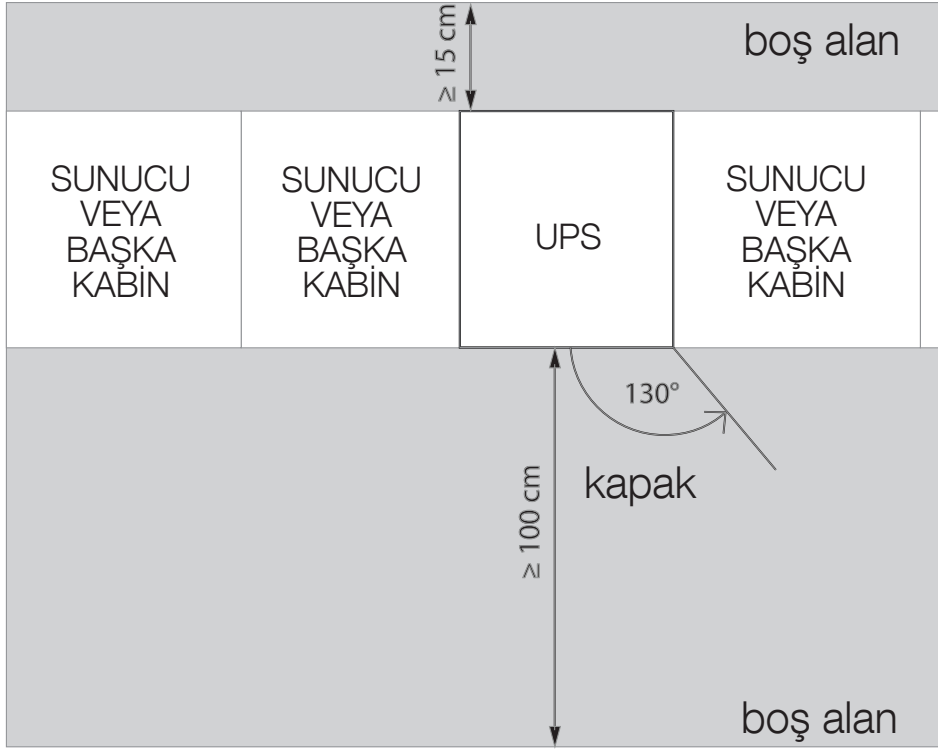 ≥ 15 cm
boş alan
SUNUCU
VEYA
BAŞKA
KABİN
SUNUCU
VEYA
BAŞKA
KABİN
UPS
SUNUCU
VEYA
BAŞKA
KABİN
130°
kapak
≥ 100 cm
boş alan